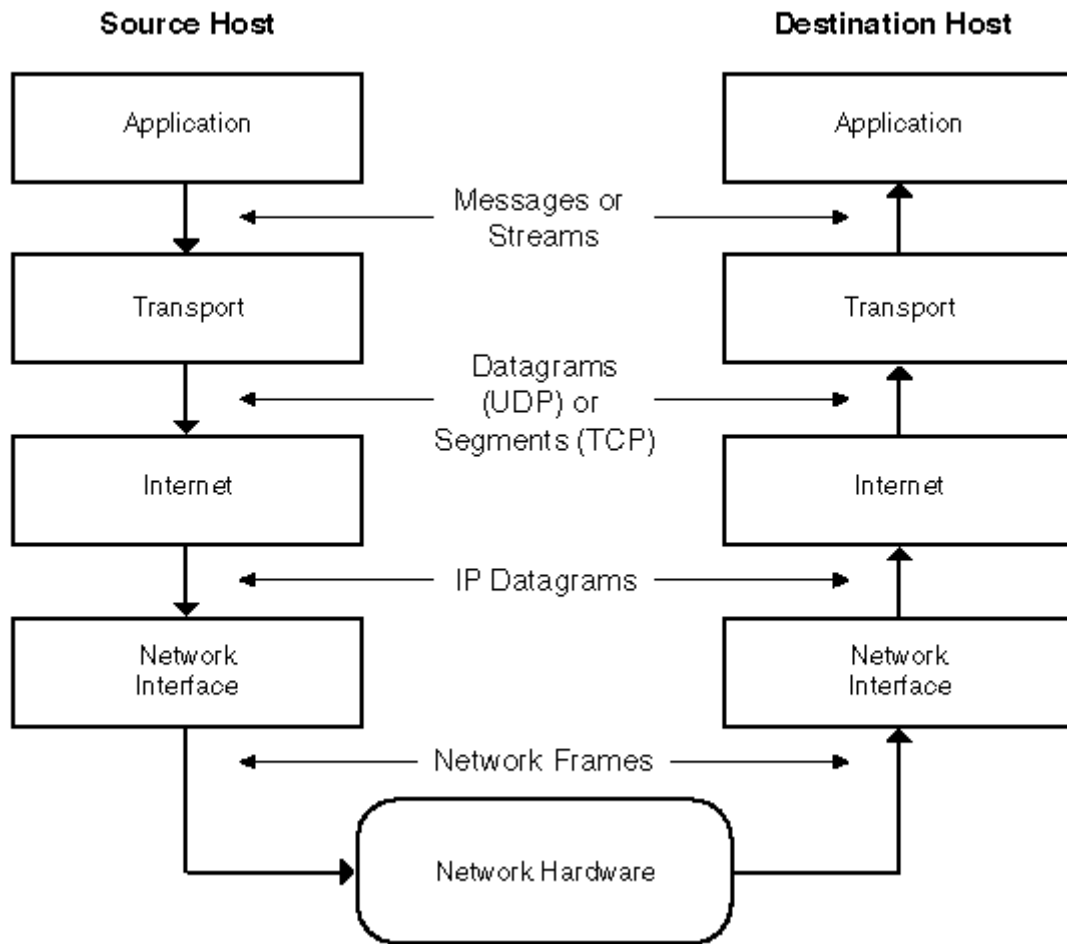 Source Host
Destination Host
Application
Application
Messages or
Streams
Transport
Transport
Datagrams
(UDP) or
Segments (TCP)
Internet
Internet
IP Datagrams
Network
Interface
Network
Interface
Network Frames
Network Hardware